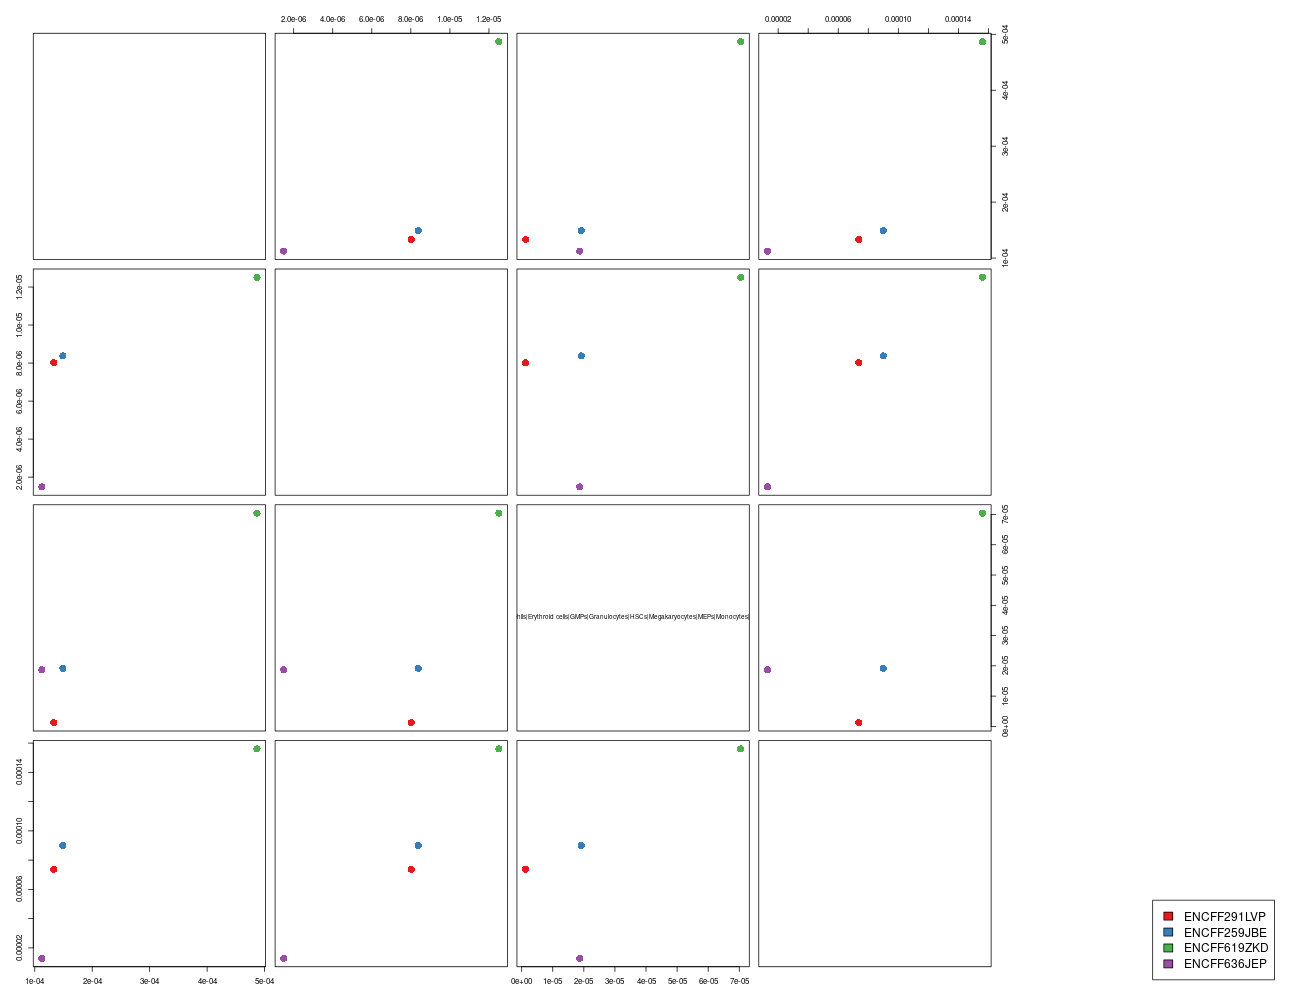 2.0e-06 4.0e-06 6.0e-06 8.0e-06 1.0e-05 1.2e-05
0.00002 0.00006 0.00010 0.00014
1e-04 2e-04 3e-04 4e-04 5e-04
2.0e-06 4.0e-06 6.0e-06 8.0e-06 1.0e-05 1.2e-05
hils|Erythroid cells|GMPs|Granulocytes|HSCs|Megakaryocytes|MEPs|Monocytes|
0e+00 1e-05 2e-05 3e-05 4e-05 5e-05 6e-05 7e-05
0.00002 0.00006 0.00010 0.00014
1e-04 2e-04 3e-04 4e-04 5e-04
0e+00 1e-05 2e-05 3e-05 4e-05 5e-05 6e-05 7e-05
ENCFF291LVP
ENCFF259JBE
ENCFF619ZKD
ENCFF636JEP